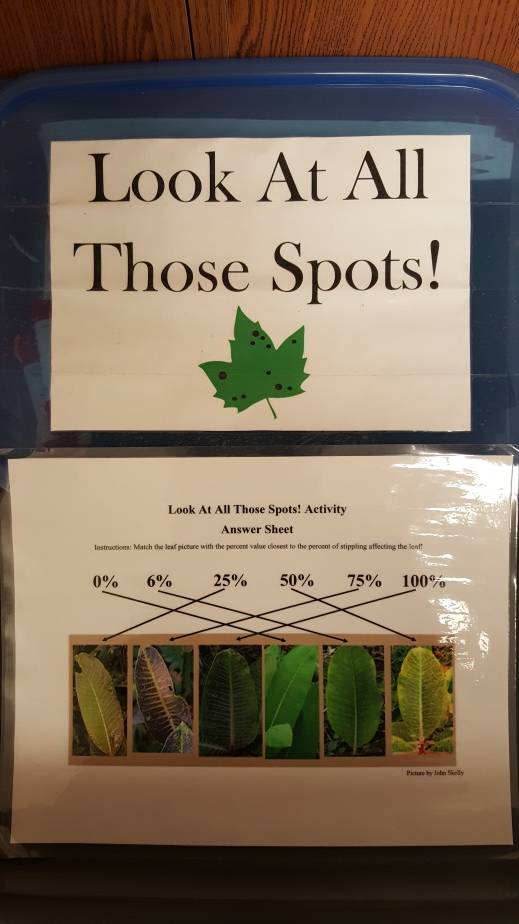 Look At All
Those Spots!
Look At All Those Spots! Activity
Answer Sheet
Instructions: Match the leaf picture with the percent value closest to the percent of stippling affecting the leaf!
0% 6% 25% 50% 75% 100%
Picture by John Skelly